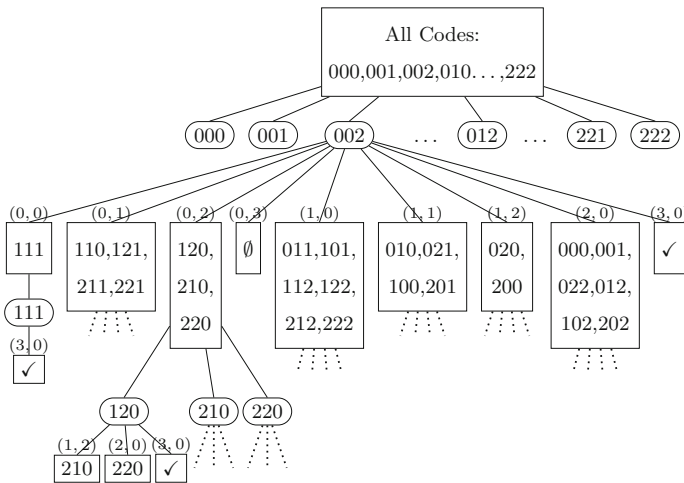 All Codes:
000,001,002,010...,222
000 001 002 ... 012 ... 221 222
(0, 0) (0, 1) (0, 2) (0, 3) (1, 0) (1, 1) (1, 2) (2, 0) (3, 0)
111 110,121, 120, ∅ 011,101, 010,021, 020, 000,001, ✓
211,221 210, 112,122, 100,201 200 022,012,
220 212,222 102,202
111
(3, 0)
✓
120 210 220
(1, 2) (2, 0) (3, 0)
210 220 ✓